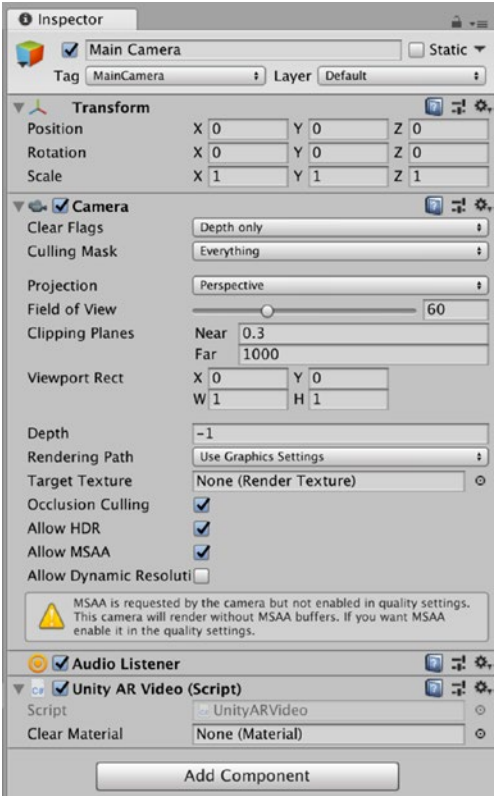 Inspector
Main Camera Static
Tag MainCamera Layer Default
Transform
Position X 0 Y 0 Z 0
Rotation X 0 Y 0 Z 0
Scale X 1 Y 1 Z 1
Camera
Clear Flags Depth only
Culling Mask Everything
Projection Perspective
Field of View 60
Clipping Planes Near 0.3
Far 1000
Viewport Rect X 0 Y 0
W 1 H 1
Depth -1
Rendering Path Use Graphics Settings
Target Texture None (Render Texture)
Occlusion Culling
Allow HDR
Allow MSAA
Allow Dynamic Resoluti
MSAA is requested by the camera but not enabled in quality settings.
This camera will render without MSAA buffers. If you want MSAA
enable it in the quality settings.
Audio Listener
C# Unity AR Video (Script)
Script UnityARVideo
Clear Material None (Material)
Add Component